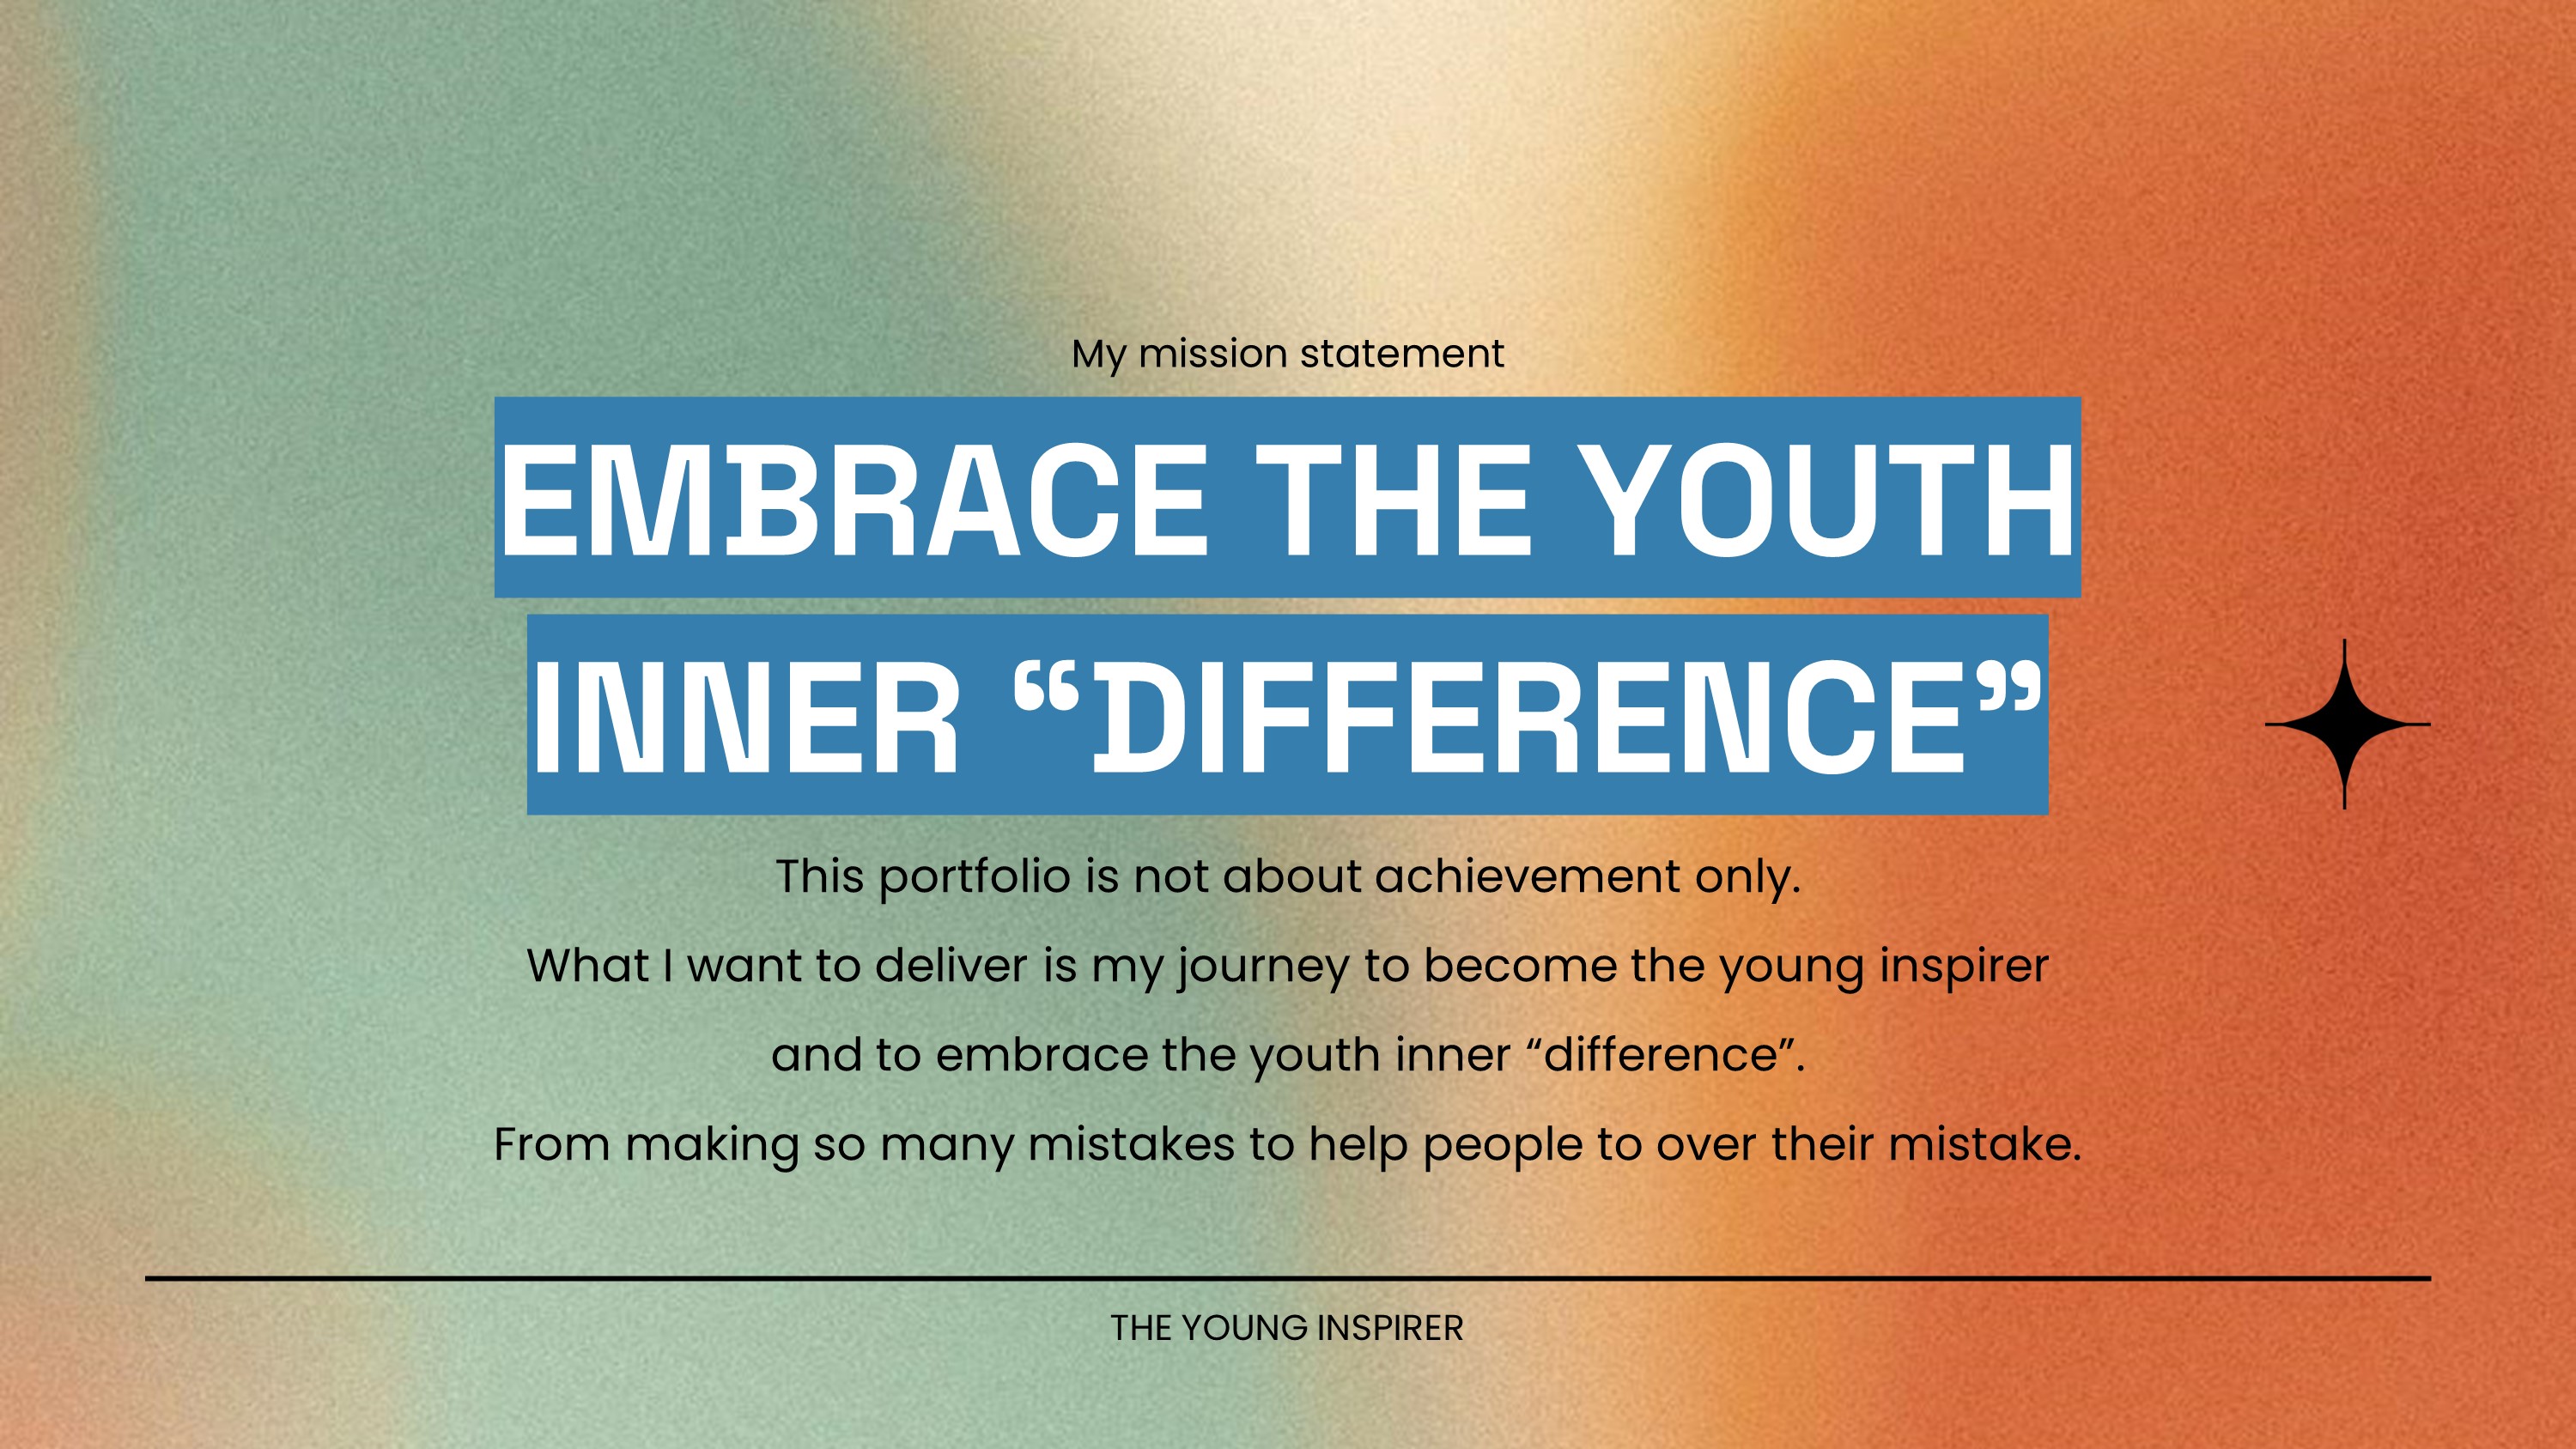 My mission statement
EMBRACE THE YOUTH
INNER “DIFFERENCE”
This portfolio is not about achievement only.
What I want to deliver is my journey to become the young inspirer
and to embrace the youth inner “difference”.
From making so many mistakes to help people to over their mistake.
THE YOUNG INSPIRER